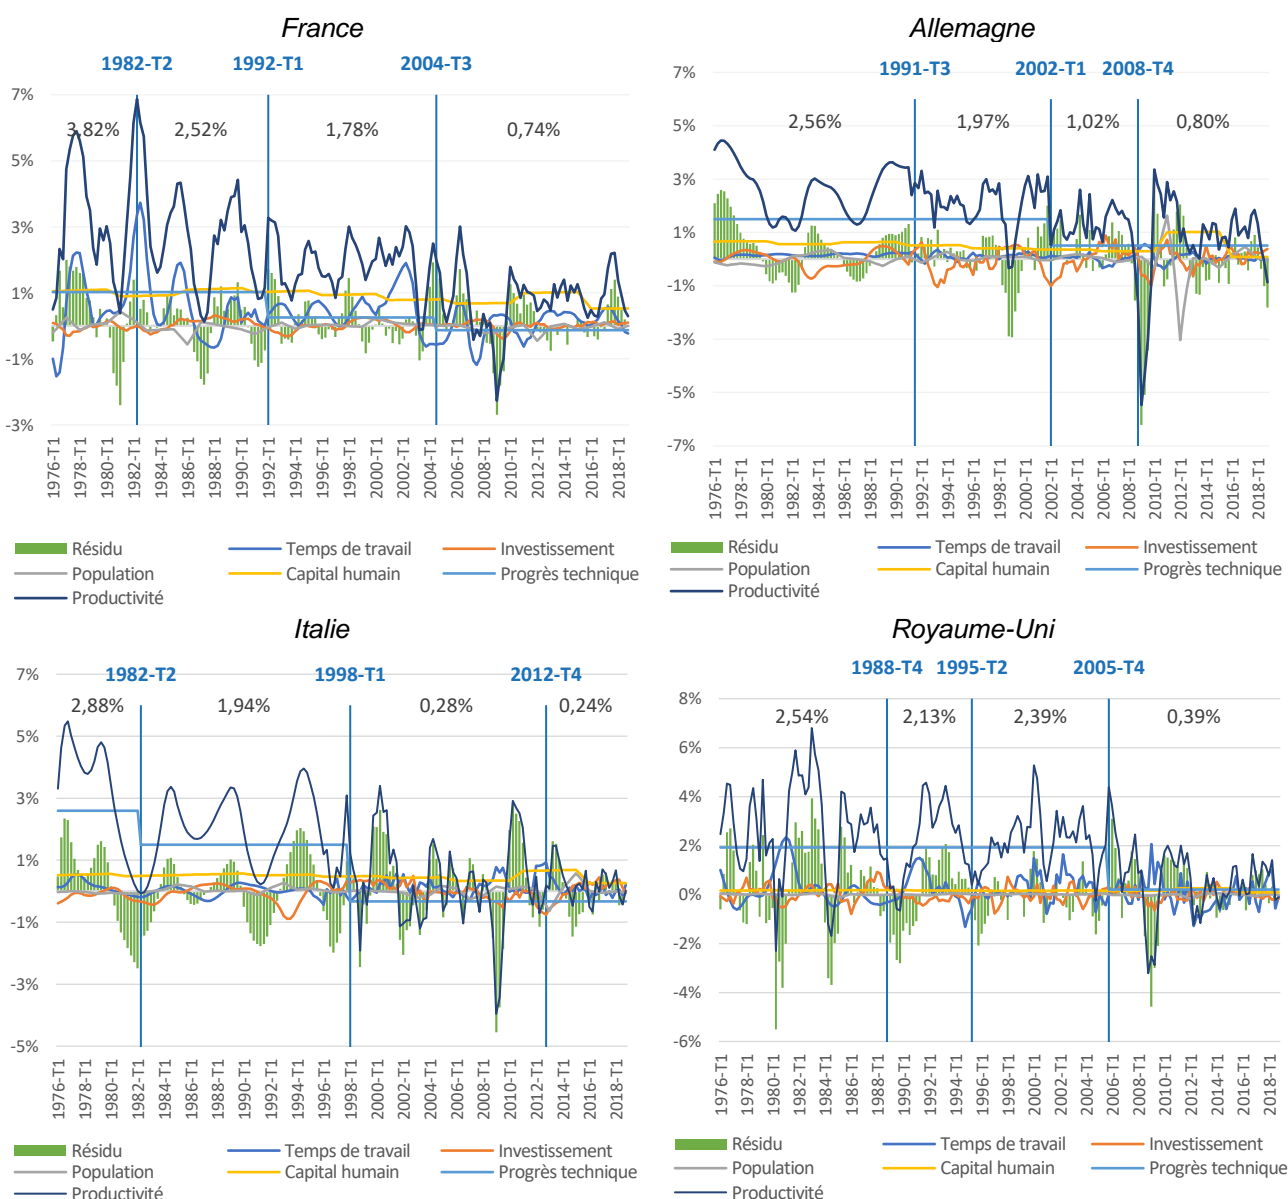 France
1982-T2 1992-T1 2004-T3
7%
5%
3%
1%
-1%
-3%
3,82% 2,52% 1,78% 0,74%
1976-T1 1978-T1 1980-T1 1982-T1 1984-T1 1986-T1 1988-T1 1990-T1 1992-T1 1994-T1 1996-T1 1998-T1 2000-T1 2002-T1 2004-T1 2006-T1 2008-T1 2010-T1 2012-T1 2014-T1 2016-T1 2018-T1
Résidu Temps de travail Investissement
Population Capital humain Progrès technique
Productivité
Allemagne
1991-T3 2002-T1 2008-T4
7%
5%
3%
1%
-1%
-3%
-5%
-7%
2,56% 1,97% 1,02% 0,80%
1976-T1 1978-T1 1980-T1 1982-T1 1984-T1 1986-T1 1988-T1 1990-T1 1992-T1 1994-T1 1996-T1 1998-T1 2000-T1 2002-T1 2004-T1 2006-T1 2008-T1 2010-T1 2012-T1 2014-T1 2016-T1 2018-T1
Résidu Temps de travail Investissement
Population Capital humain Progrès technique
Productivité
Italie
1982-T2 1998-T1 2012-T4
7%
5%
3%
1%
-1%
-3%
-5%
2,88% 1,94% 0,28% 0,24%
1976-T1 1978-T1 1980-T1 1982-T1 1984-T1 1986-T1 1988-T1 1990-T1 1992-T1 1994-T1 1996-T1 1998-T1 2000-T1 2002-T1 2004-T1 2006-T1 2008-T1 2010-T1 2012-T1 2014-T1 2016-T1 2018-T1
Résidu Temps de travail Investissement
Population Capital humain Progrès technique
Productivité
Royaume-Uni
1988-T4 1995-T2 2005-T4
8%
6%
4%
2%
0%
-2%
-4%
-6%
2,54% 2,13% 2,39% 0,39%
1976-T1 1978-T1 1980-T1 1982-T1 1984-T1 1986-T1 1988-T1 1990-T1 1992-T1 1994-T1 1996-T1 1998-T1 2000-T1 2002-T1 2004-T1 2006-T1 2008-T1 2010-T1 2012-T1 2014-T1 2016-T1 2018-T1
Résidu Temps de travail Investissement
Population Capital humain Progrès technique
Productivité